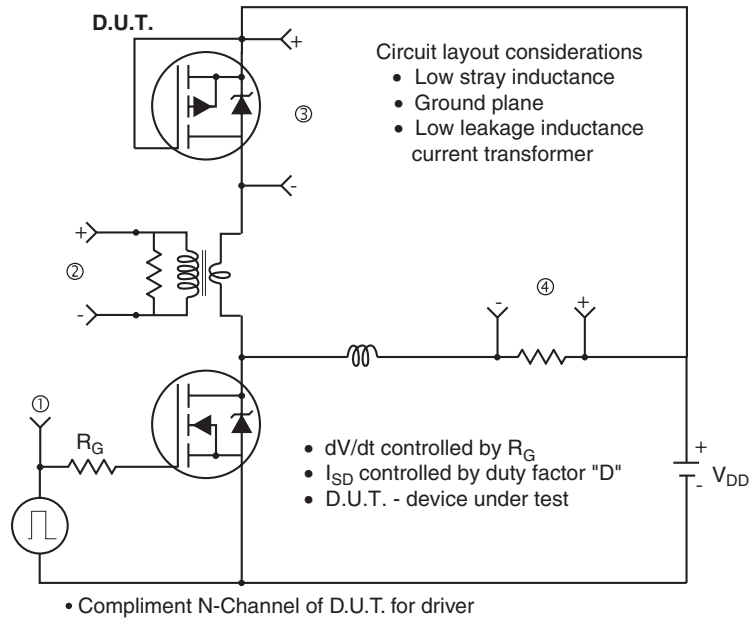 D.U.T.
+
Circuit layout considerations
• Low stray inductance
• Ground plane
• Low leakage inductance
current transformer
③
-
+
②
-
④
- +
①
R_G
• dV/dt controlled by R_G
• I_SD controlled by duty factor "D"
• D.U.T. - device under test
+
V_DD
-
• Compliment N-Channel of D.U.T. for driver